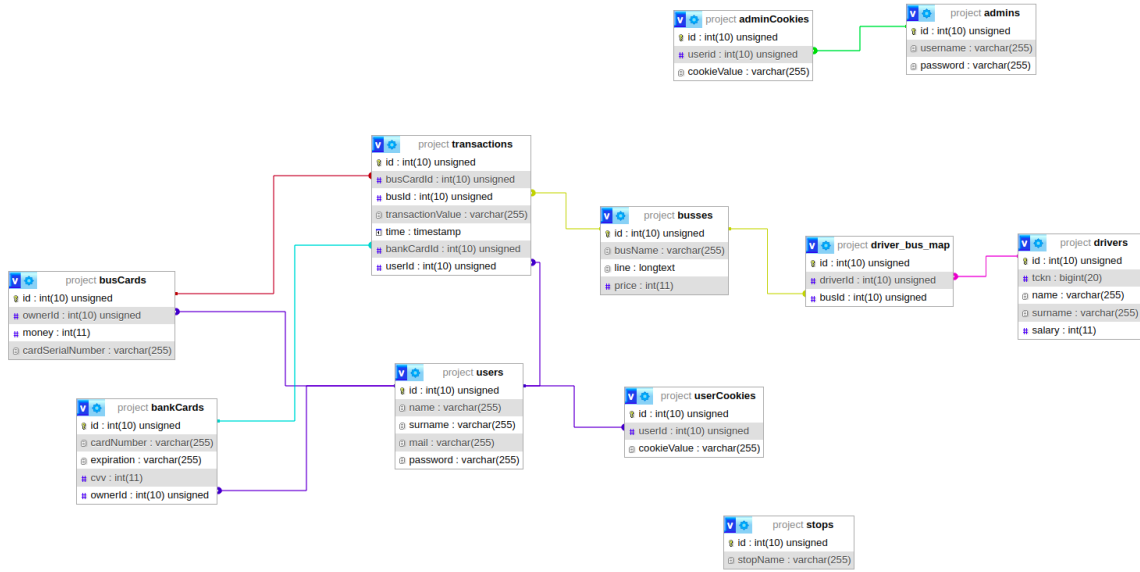 project adminCookies
id : int(10) unsigned
userid : int(10) unsigned
cookieValue : varchar(255)
project admins
id : int(10) unsigned
username : varchar(255)
password : varchar(255)
project transactions
id : int(10) unsigned
busCardId : int(10) unsigned
busId : int(10) unsigned
transactionValue : varchar(255)
time : timestamp
bankCardId : int(10) unsigned
userId : int(10) unsigned
project busses
id : int(10) unsigned
busName : varchar(255)
line : longtext
price : int(11)
project driver_bus_map
id : int(10) unsigned
driverId : int(10) unsigned
busId : int(10) unsigned
project drivers
id : int(10) unsigned
tckn : bigint(20)
name : varchar(255)
surname : varchar(255)
salary : int(11)
project busCards
id : int(10) unsigned
ownerId : int(10) unsigned
money : int(11)
cardSerialNumber : varchar(255)
project users
id : int(10) unsigned
name : varchar(255)
surname : varchar(255)
mail : varchar(255)
password : varchar(255)
project userCookies
id : int(10) unsigned
userId : int(10) unsigned
cookieValue : varchar(255)
project bankCards
id : int(10) unsigned
cardNumber : varchar(255)
expiration : varchar(255)
cvv : int(11)
ownerId : int(10) unsigned
project stops
id : int(10) unsigned
stopName : varchar(255)